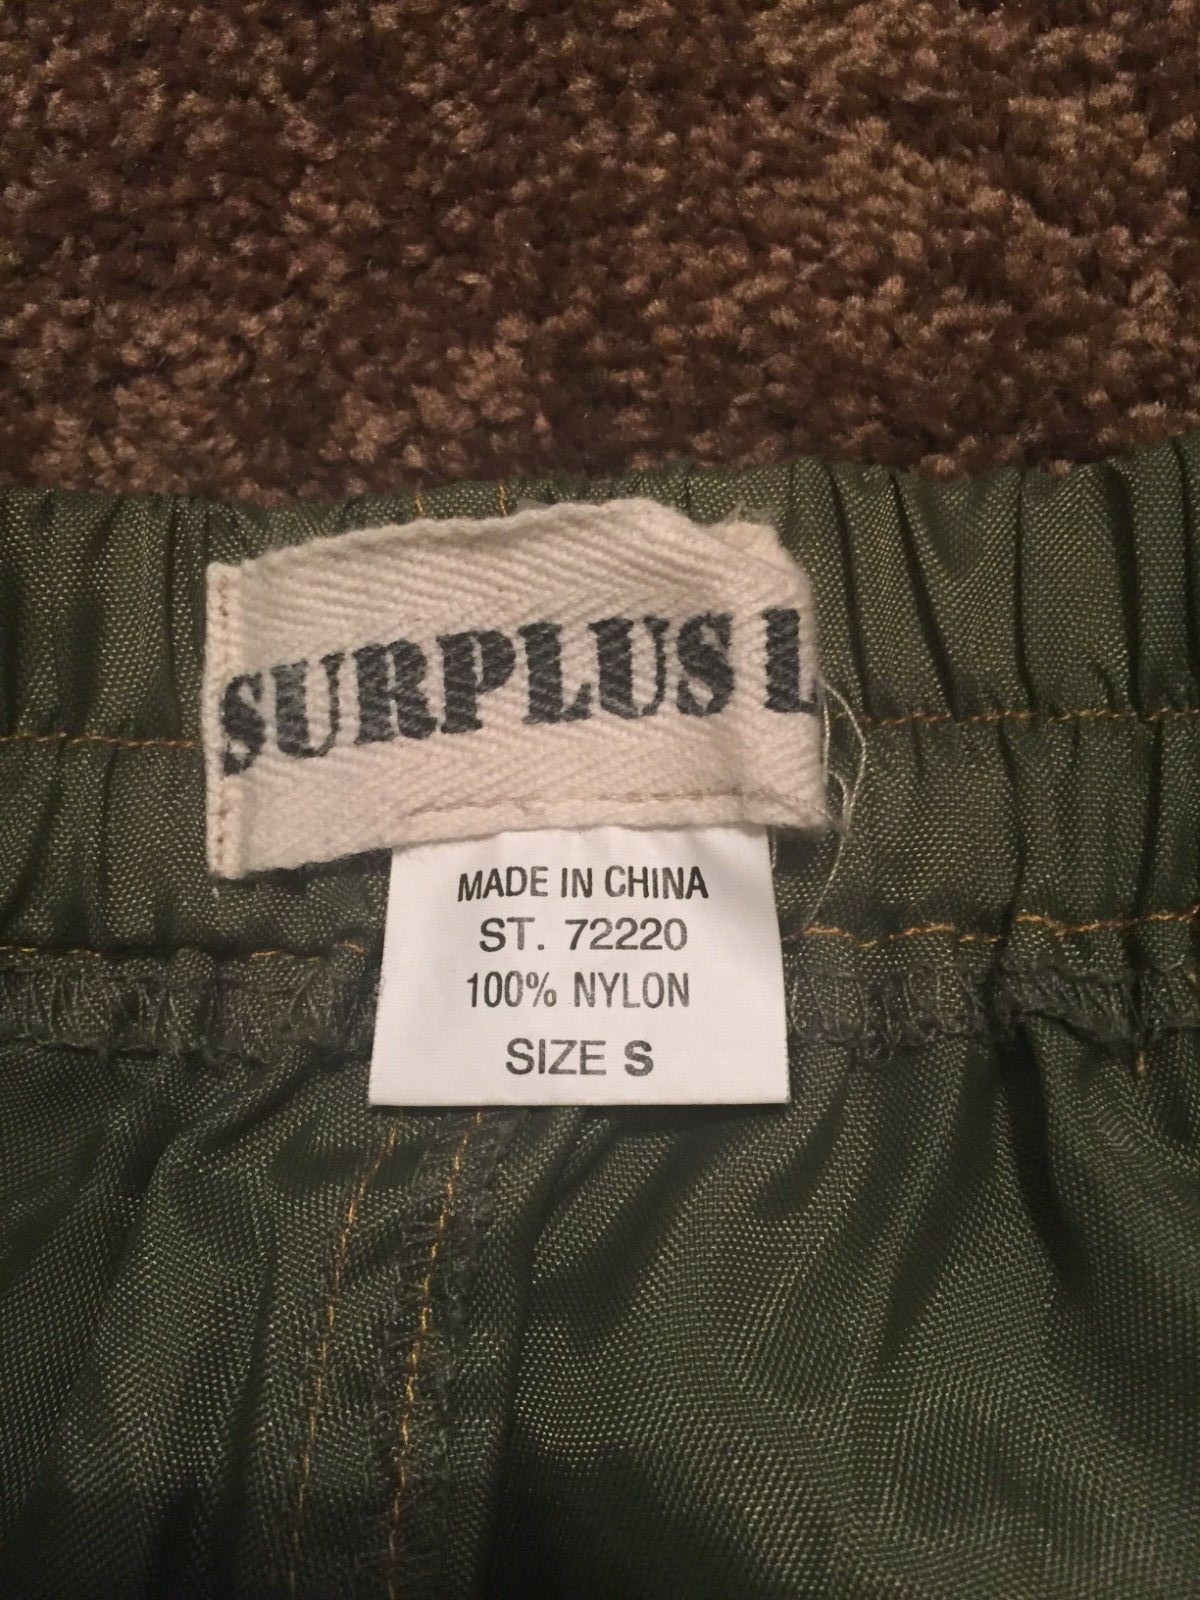 SURPLUS L
MADE IN CHINA
ST. 72220
100% NYLON
SIZE S